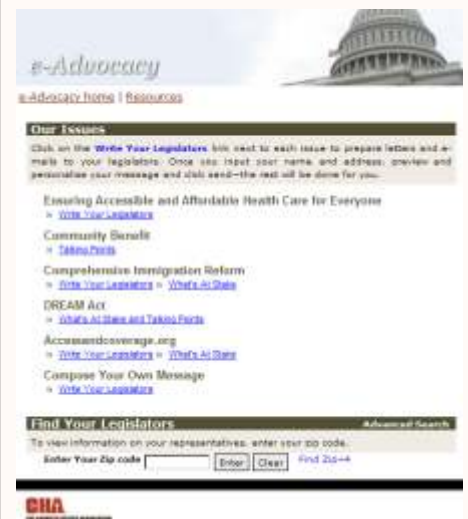 e-Advocacy
e-Advocacy home | Resources
Our Issues
Click on the Write Your Legislators link next to each issue to prepare letters and e-
mails to your legislators. Once you input your name and address, preview and
personalize your message and click send—the rest will be done for you.
Ensuring Accessible and Affordable Health Care for Everyone
» Write Your Legislators
Community Benefit
» Talking Points
Comprehensive Immigration Reform
» Write Your Legislators » What's At Stake
DREAM Act
» What's At Stake and Talking Points
Accessandcoverage.org
» Write Your Legislators » What's At Stake
Compose Your Own Message
» Write Your Legislators
Find Your Legislators Advanced Search
To view information on your representatives, enter your zip code.
Enter Your Zip code Enter Clear Find Zip+4
CHA